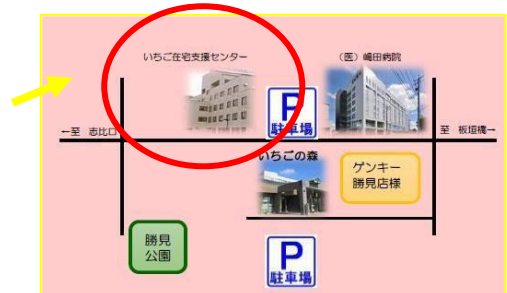 いちご在宅支援センター
（医）嶋田病院
P
駐車場
←至 志比口
至 板垣橋→
いちごの森
ゲンキー
勝見店様
勝見
公園
P
駐車場